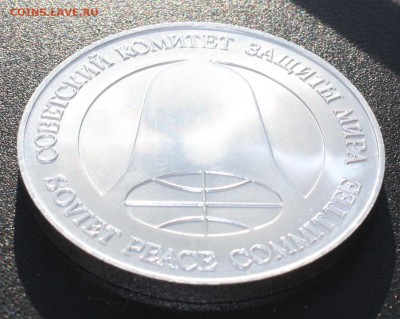 COINS.LAVE.RU
СОВЕТСКИЙ КОМИТЕТ ЗАЩИТЫ МИРА
SOVIET PEACE COMMITTEE